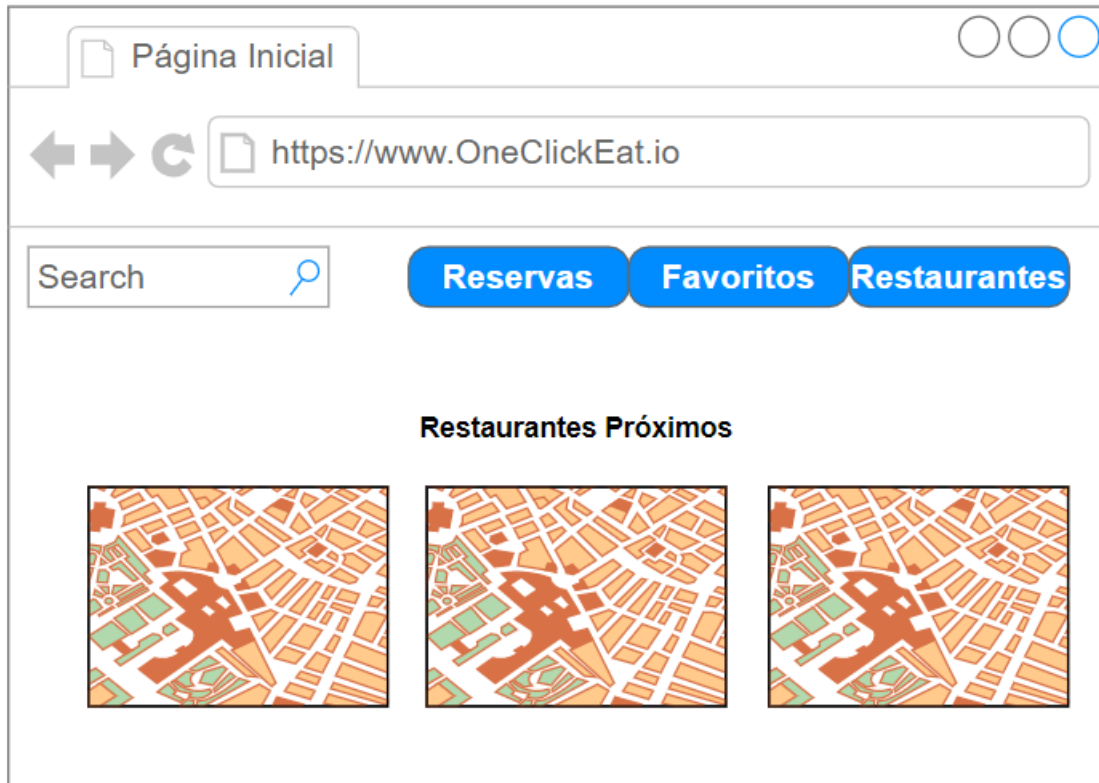 Página Inicial
https://www.OneClickEat.io
Search
Reservas
Favoritos
Restaurantes
Restaurantes Próximos